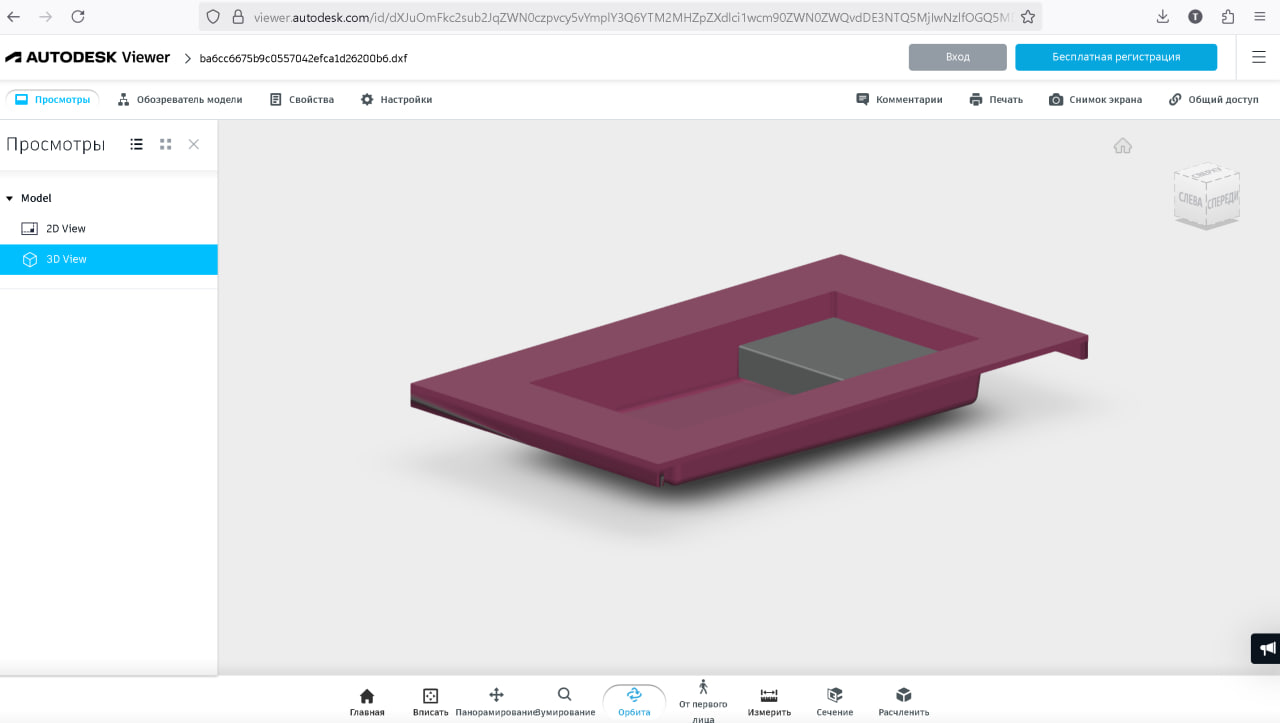 viewer.autodesk.com/id/dXJuOmFkc2sub2JqZWN0czpvcy5vYmplY3Q6YTM2MHZpZXdlci1wcm90ZWN0ZWQvdDE3NTQ5MjIwNzlfOGQ5M
T
AUTODESK Viewer
ba6cc6675b9c0557042efca1d26200b6.dxf
Вход
Бесплатная регистрация
Просмотры
Обозреватель модели
Свойства
Настройки
Комментарии
Печать
Снимок экрана
Общий доступ
Просмотры
Model
2D View
3D View
СВЕРХУ
СЛЕВА
СПЕРЕДИ
Главная
Вписать
Панорамирование
Зумирование
Орбита
От первого
лица
Измерить
Сечение
Расчленить